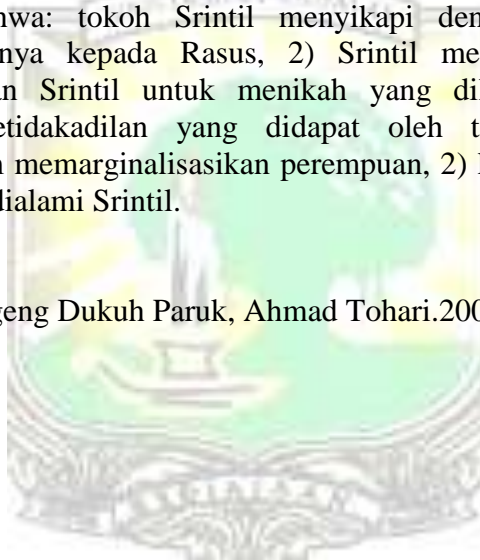 wa: tokoh Srintil menyikapi den
nya kepada Rasus, 2) Srintil me
n Srintil untuk menikah yang di
etidakadilan yang didapat oleh t
memarginalisasikan perempuan, 2)
dialami Srintil.
geng Dukuh Paruk, Ahmad Tohari.200